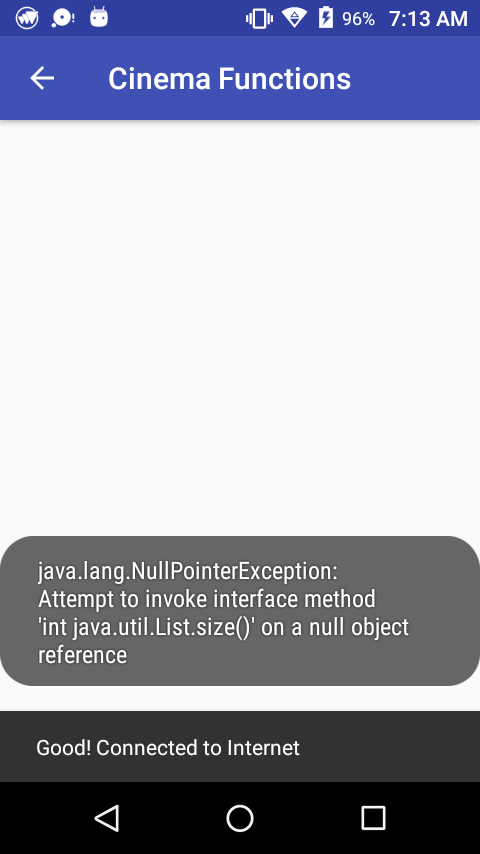 96% 7:13 AM
Cinema Functions
java.lang.NullPointerException:
Attempt to invoke interface method
'int java.util.List.size()' on a null object
reference
Good! Connected to Internet